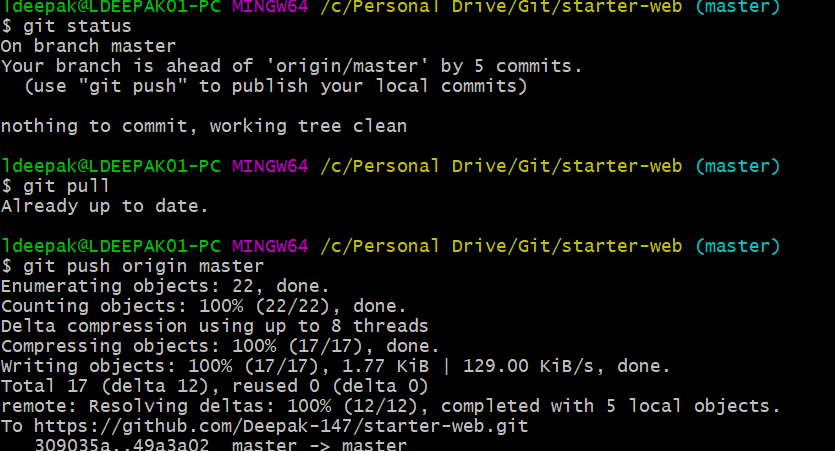 ldeepak@LDEEPAK01-PC MINGW64 /c/Personal Drive/Git/starter-web (master)
$ git status
On branch master
Your branch is ahead of 'origin/master' by 5 commits.
  (use "git push" to publish your local commits)

nothing to commit, working tree clean

ldeepak@LDEEPAK01-PC MINGW64 /c/Personal Drive/Git/starter-web (master)
$ git pull
Already up to date.

ldeepak@LDEEPAK01-PC MINGW64 /c/Personal Drive/Git/starter-web (master)
$ git push origin master
Enumerating objects: 22, done.
Counting objects: 100% (22/22), done.
Delta compression using up to 8 threads
Compressing objects: 100% (17/17), done.
Writing objects: 100% (17/17), 1.77 KiB | 129.00 KiB/s, done.
Total 17 (delta 12), reused 0 (delta 0)
remote: Resolving deltas: 100% (12/12), completed with 5 local objects.
To https://github.com/Deepak-147/starter-web.git
   309035a..49a3a02  master -> master